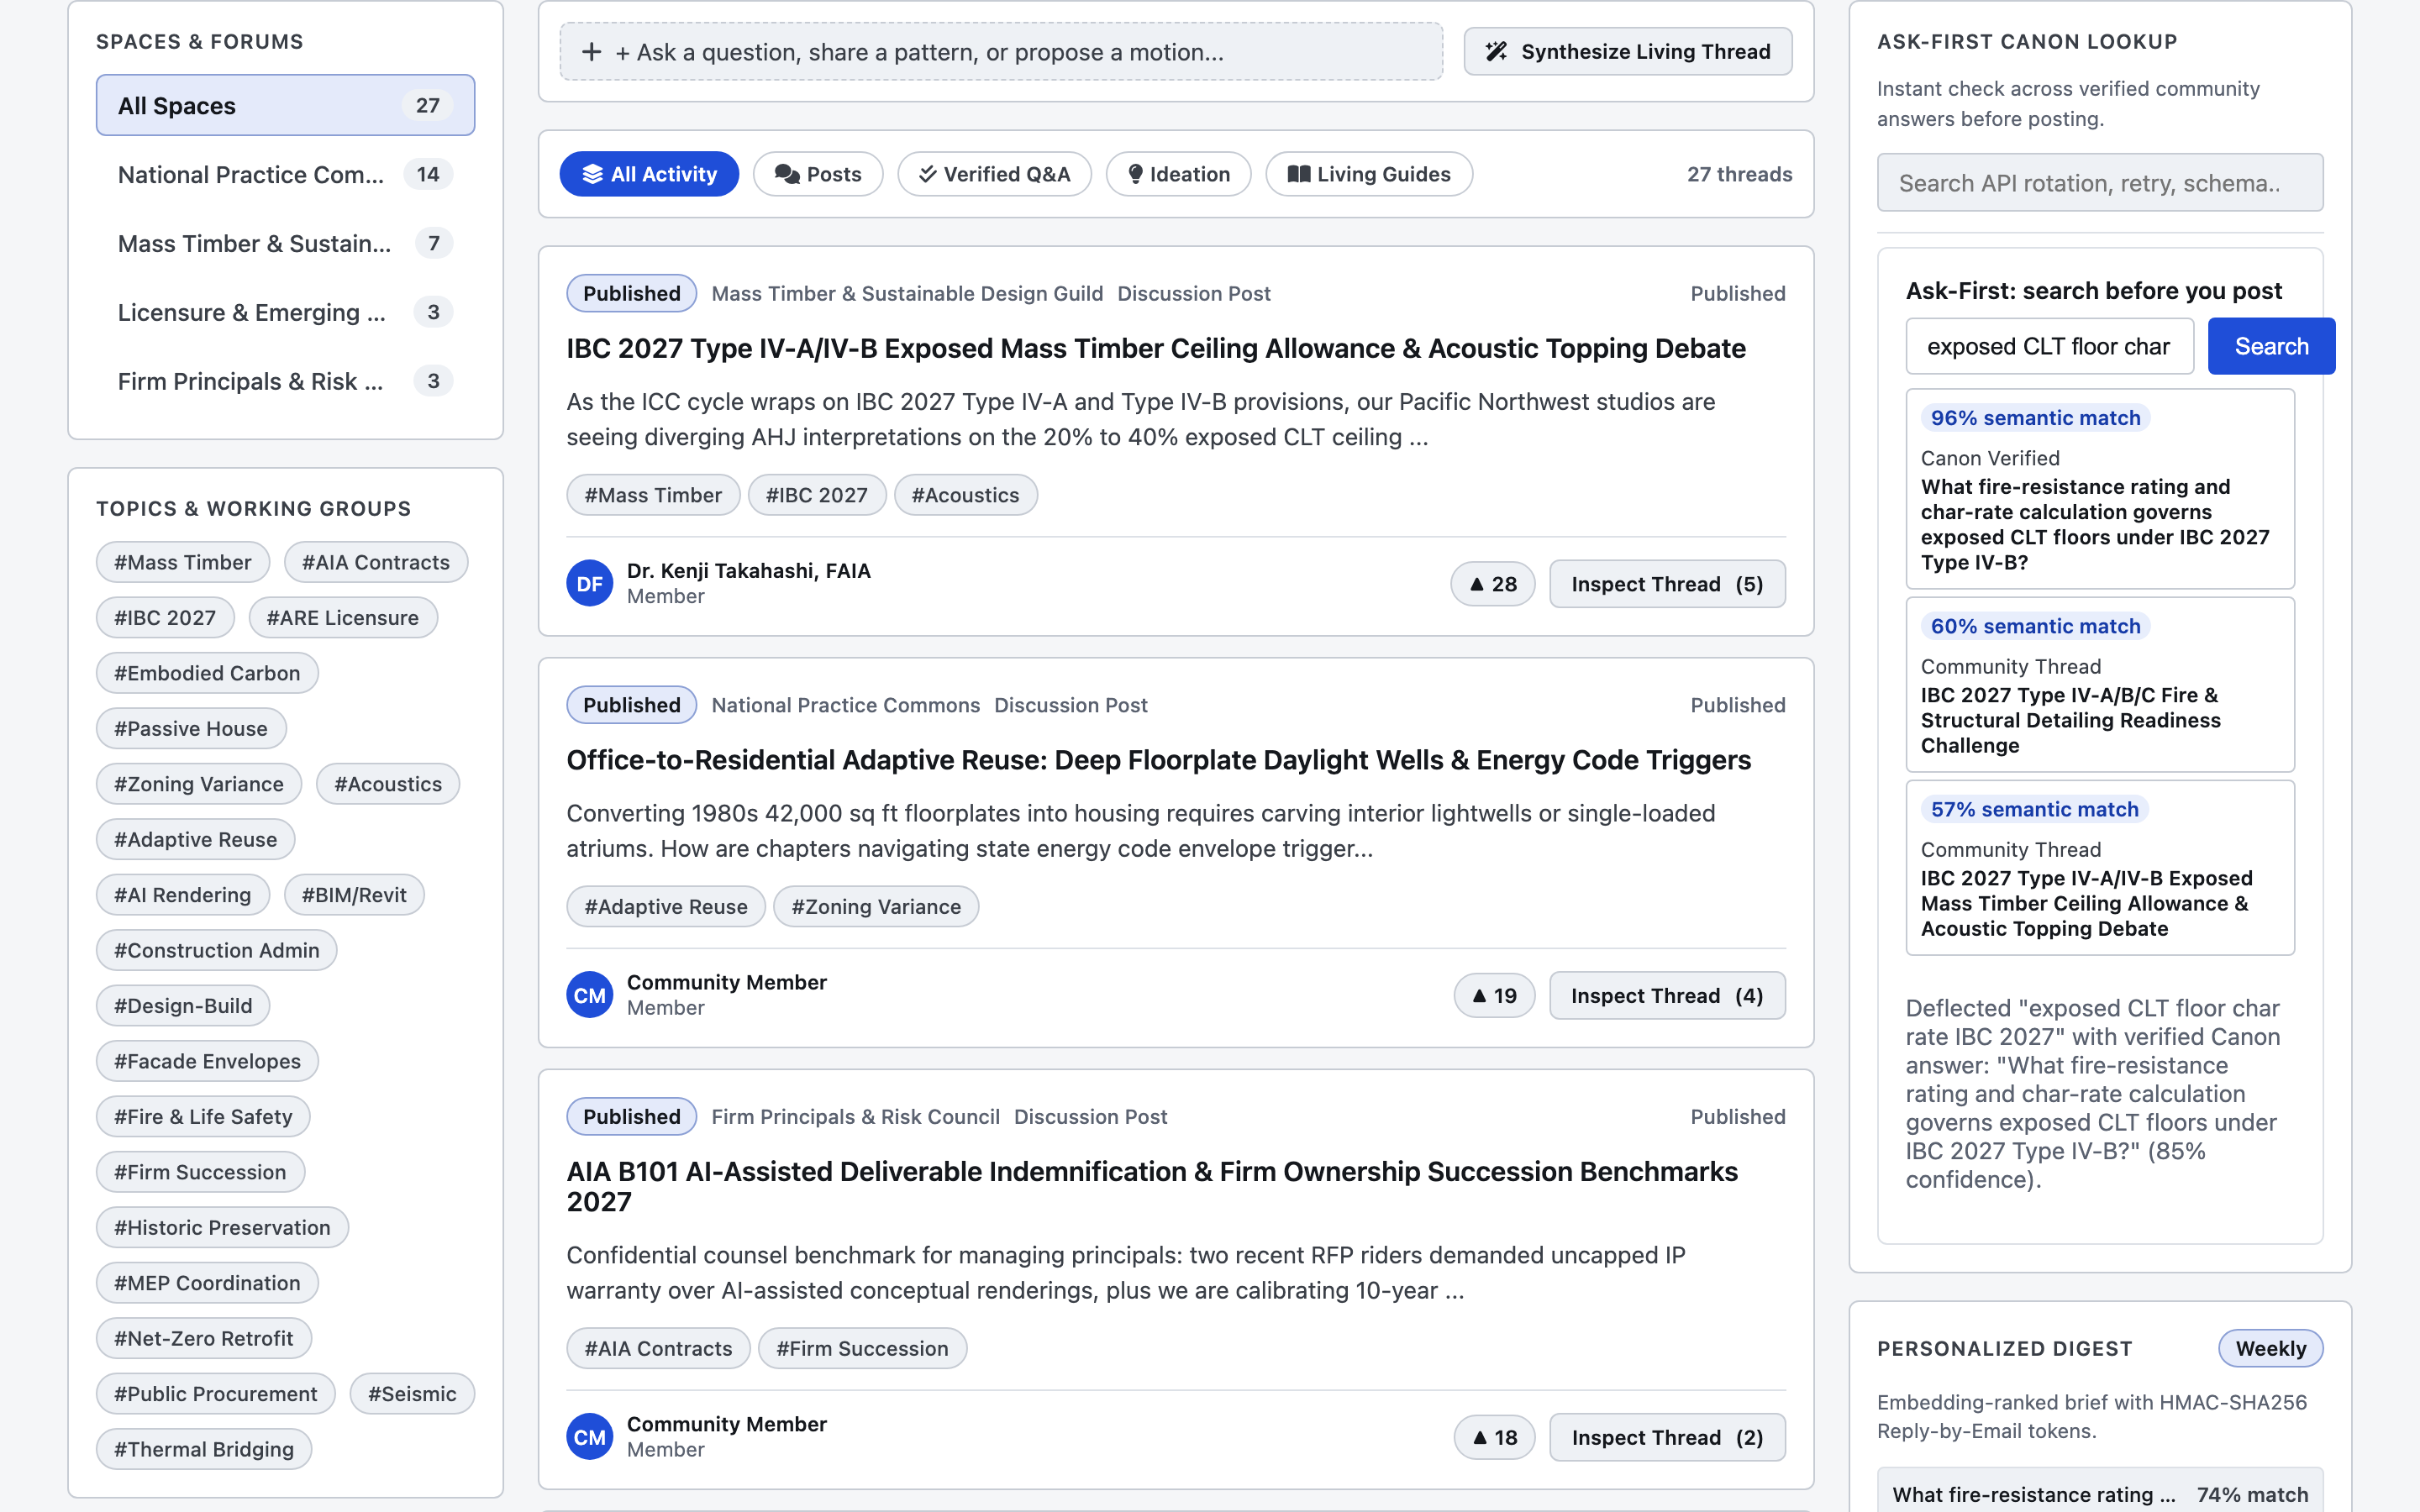 SPACES & FORUMS
All Spaces 27
National Practice Com... 14
Mass Timber & Sustain... 7
Licensure & Emerging ... 3
Firm Principals & Risk ... 3
TOPICS & WORKING GROUPS
#Mass Timber #AIA Contracts
#IBC 2027 #ARE Licensure
#Embodied Carbon
#Passive House
#Zoning Variance #Acoustics
#Adaptive Reuse
#AI Rendering #BIM/Revit
#Construction Admin
#Design-Build
#Facade Envelopes
#Fire & Life Safety
#Firm Succession
#Historic Preservation
#MEP Coordination
#Net-Zero Retrofit
#Public Procurement #Seismic
#Thermal Bridging
+ Ask a question, share a pattern, or propose a motion... Synthesize Living Thread
All Activity Posts Verified Q&A Ideation Living Guides 27 threads
Published Mass Timber & Sustainable Design Guild Discussion Post Published
IBC 2027 Type IV-A/IV-B Exposed Mass Timber Ceiling Allowance & Acoustic Topping Debate
As the ICC cycle wraps on IBC 2027 Type IV-A and Type IV-B provisions, our Pacific Northwest studios are
seeing diverging AHJ interpretations on the 20% to 40% exposed CLT ceiling ...
#Mass Timber #IBC 2027 #Acoustics
DF Dr. Kenji Takahashi, FAIA
Member
▲ 28 Inspect Thread (5)
Published National Practice Commons Discussion Post Published
Office-to-Residential Adaptive Reuse: Deep Floorplate Daylight Wells & Energy Code Triggers
Converting 1980s 42,000 sq ft floorplates into housing requires carving interior lightwells or single-loaded
atriums. How are chapters navigating state energy code envelope trigger...
#Adaptive Reuse #Zoning Variance
CM Community Member
Member
▲ 19 Inspect Thread (4)
Published Firm Principals & Risk Council Discussion Post Published
AIA B101 AI-Assisted Deliverable Indemnification & Firm Ownership Succession Benchmarks
2027
Confidential counsel benchmark for managing principals: two recent RFP riders demanded uncapped IP
warranty over AI-assisted conceptual renderings, plus we are calibrating 10-year ...
#AIA Contracts #Firm Succession
CM Community Member
Member
▲ 18 Inspect Thread (2)
ASK-FIRST CANON LOOKUP
Instant check across verified community
answers before posting.
Search API rotation, retry, schema..
Ask-First: search before you post
exposed CLT floor char Search
96% semantic match
Canon Verified
What fire-resistance rating and
char-rate calculation governs
exposed CLT floors under IBC 2027
Type IV-B?
60% semantic match
Community Thread
IBC 2027 Type IV-A/B/C Fire &
Structural Detailing Readiness
Challenge
57% semantic match
Community Thread
IBC 2027 Type IV-A/IV-B Exposed
Mass Timber Ceiling Allowance &
Acoustic Topping Debate
Deflected "exposed CLT floor char
rate IBC 2027" with verified Canon
answer: "What fire-resistance
rating and char-rate calculation
governs exposed CLT floors under
IBC 2027 Type IV-B?" (85%
confidence).
PERSONALIZED DIGEST Weekly
Embedding-ranked brief with HMAC-SHA256
Reply-by-Email tokens.
What fire-resistance rating ... 74% match